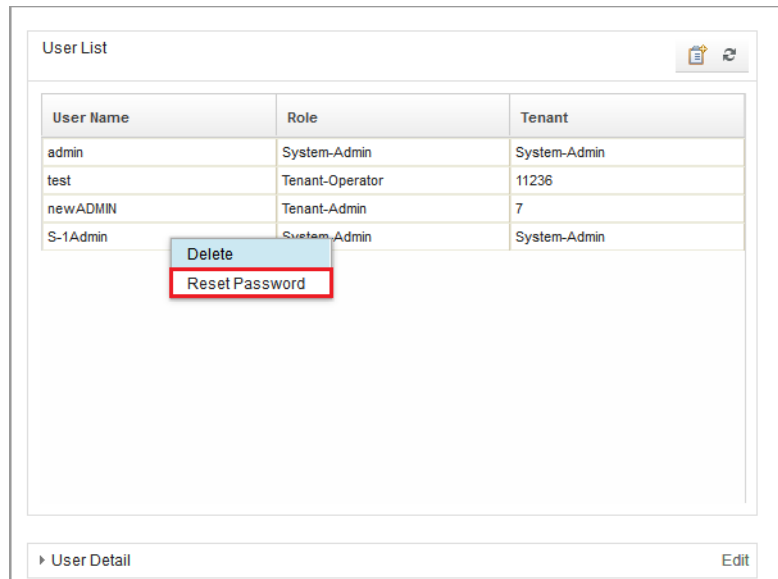 User List
User Name Role Tenant
admin System-Admin System-Admin
test Tenant-Operator 11236
newADMIN Tenant-Admin 7
S-1Admin System-Admin System-Admin
Delete
Reset Password
User Detail Edit